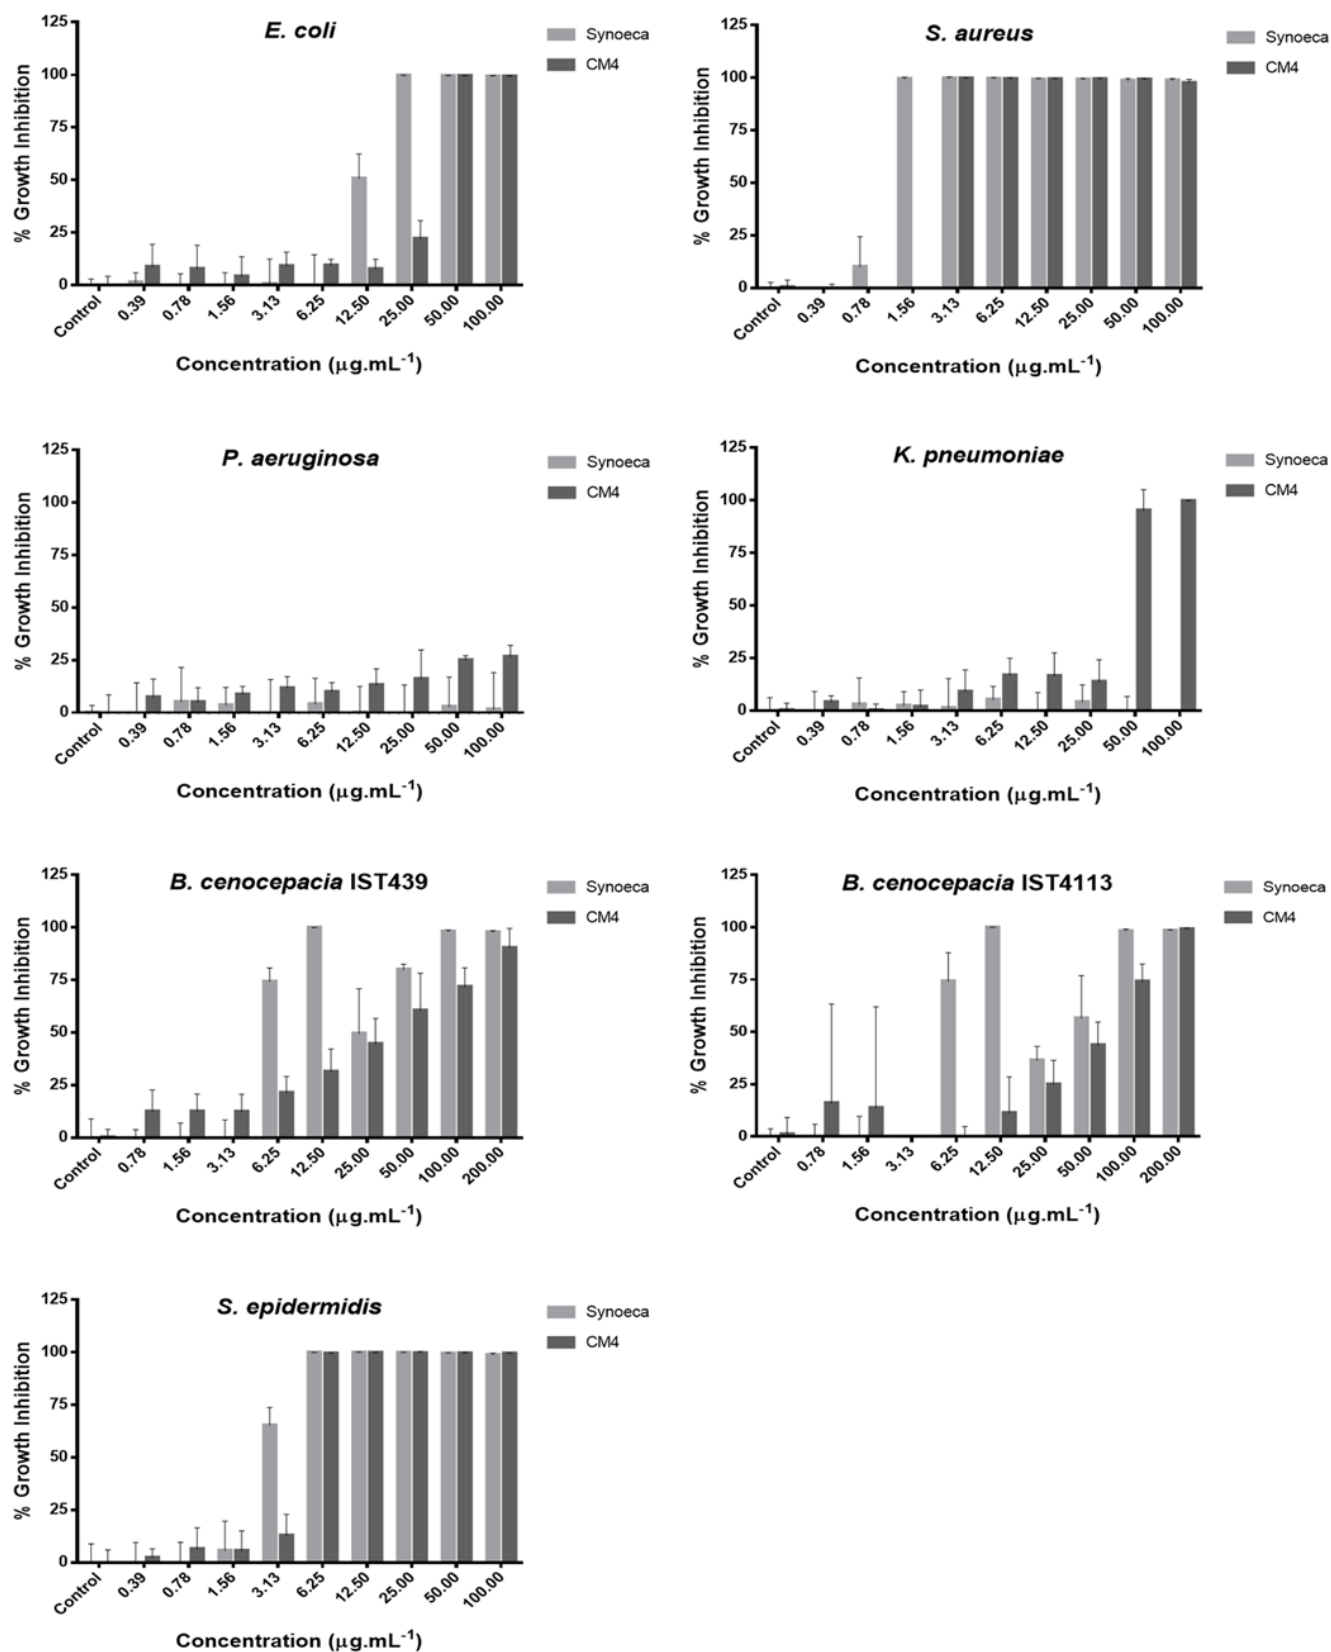 E. coli
Synoeca
CM4
% Growth Inhibition
125
100
75
50
25
0
Control
0.39
0.78
1.56
3.13
6.25
12.50
25.00
50.00
100.00
Concentration (μg.mL⁻¹)
S. aureus
Synoeca
CM4
% Growth Inhibition
125
100
75
50
25
0
Control
0.39
0.78
1.56
3.13
6.25
12.50
25.00
50.00
100.00
Concentration (μg.mL⁻¹)
P. aeruginosa
Synoeca
CM4
% Growth Inhibition
125
100
75
50
25
0
Control
0.39
0.78
1.56
3.13
6.25
12.50
25.00
50.00
100.00
Concentration (μg.mL⁻¹)
K. pneumoniae
Synoeca
CM4
% Growth Inhibition
125
100
75
50
25
0
Control
0.39
0.78
1.56
3.13
6.25
12.50
25.00
50.00
100.00
Concentration (μg.mL⁻¹)
B. cenocepacia IST439
Synoeca
CM4
% Growth Inhibition
125
100
75
50
25
0
Control
0.78
1.56
3.13
6.25
12.50
25.00
50.00
100.00
200.00
Concentration (μg.mL⁻¹)
B. cenocepacia IST4113
Synoeca
CM4
% Growth Inhibition
125
100
75
50
25
0
Control
0.78
1.56
3.13
6.25
12.50
25.00
50.00
100.00
200.00
Concentration (μg.mL⁻¹)
S. epidermidis
Synoeca
CM4
% Growth Inhibition
125
100
75
50
25
0
Control
0.39
0.78
1.56
3.13
6.25
12.50
25.00
50.00
100.00
Concentration (μg.mL⁻¹)